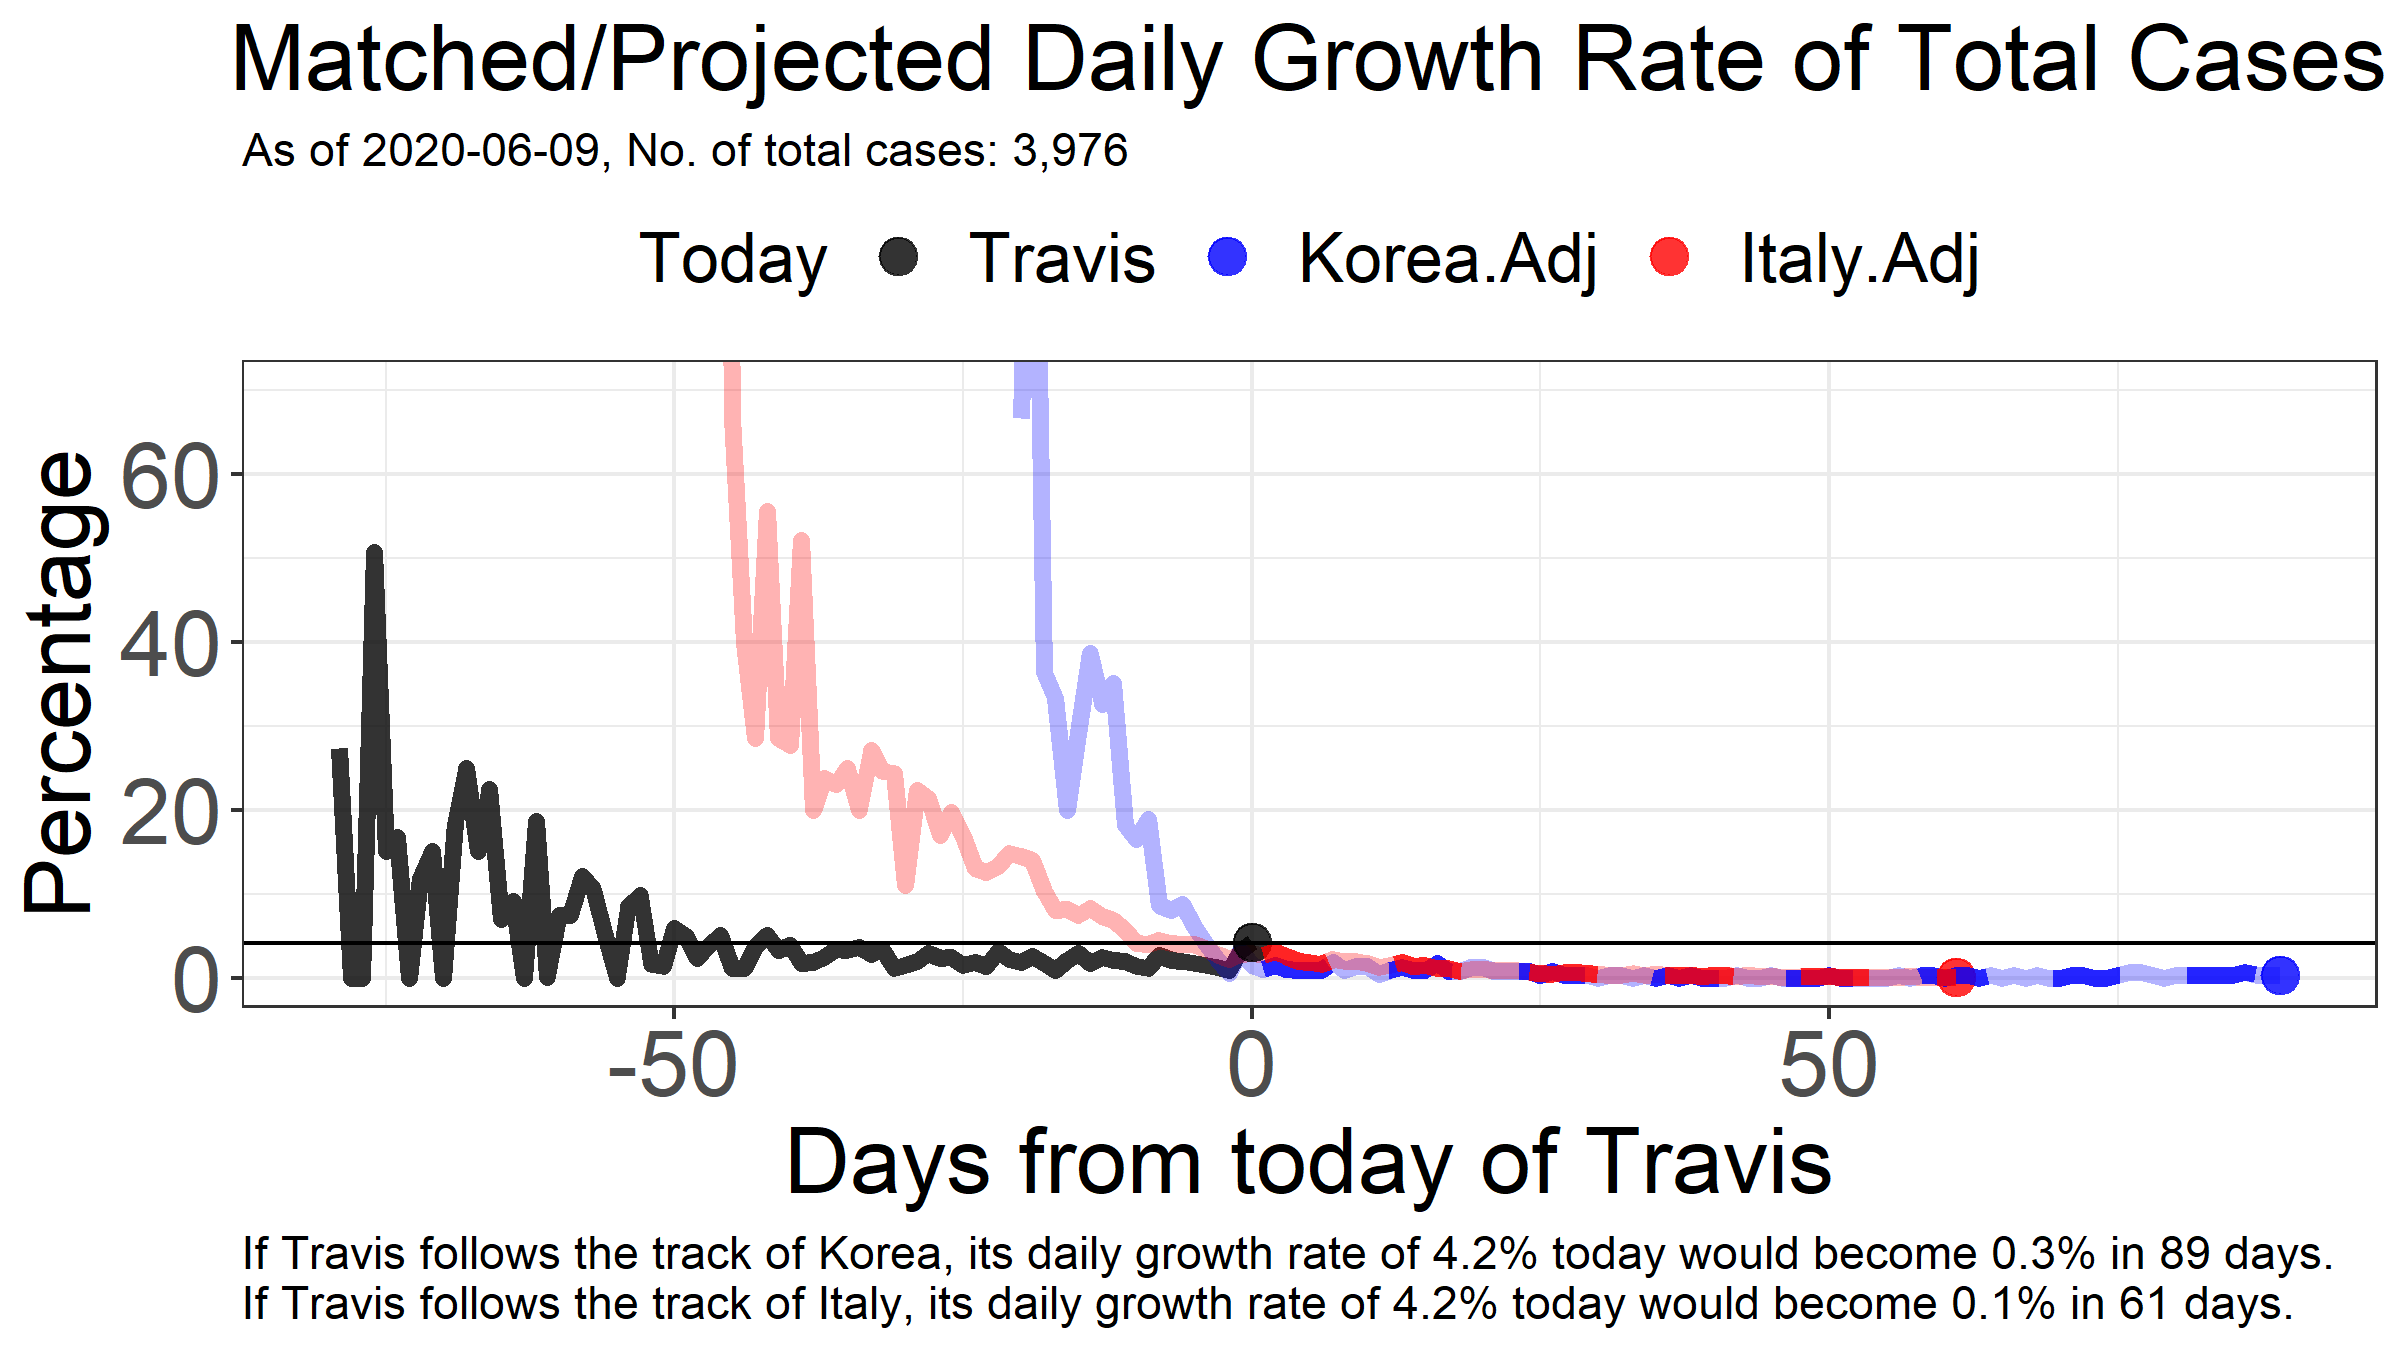 Matched/Projected Daily Growth Rate of Total Cases
As of 2020-06-09, No. of total cases: 3,976
Today Travis Korea.Adj Italy.Adj
Percentage
60
40
20
0
-50 0 50
Days from today of Travis
If Travis follows the track of Korea, its daily growth rate of 4.2% today would become 0.3% in 89 days.
If Travis follows the track of Italy, its daily growth rate of 4.2% today would become 0.1% in 61 days.